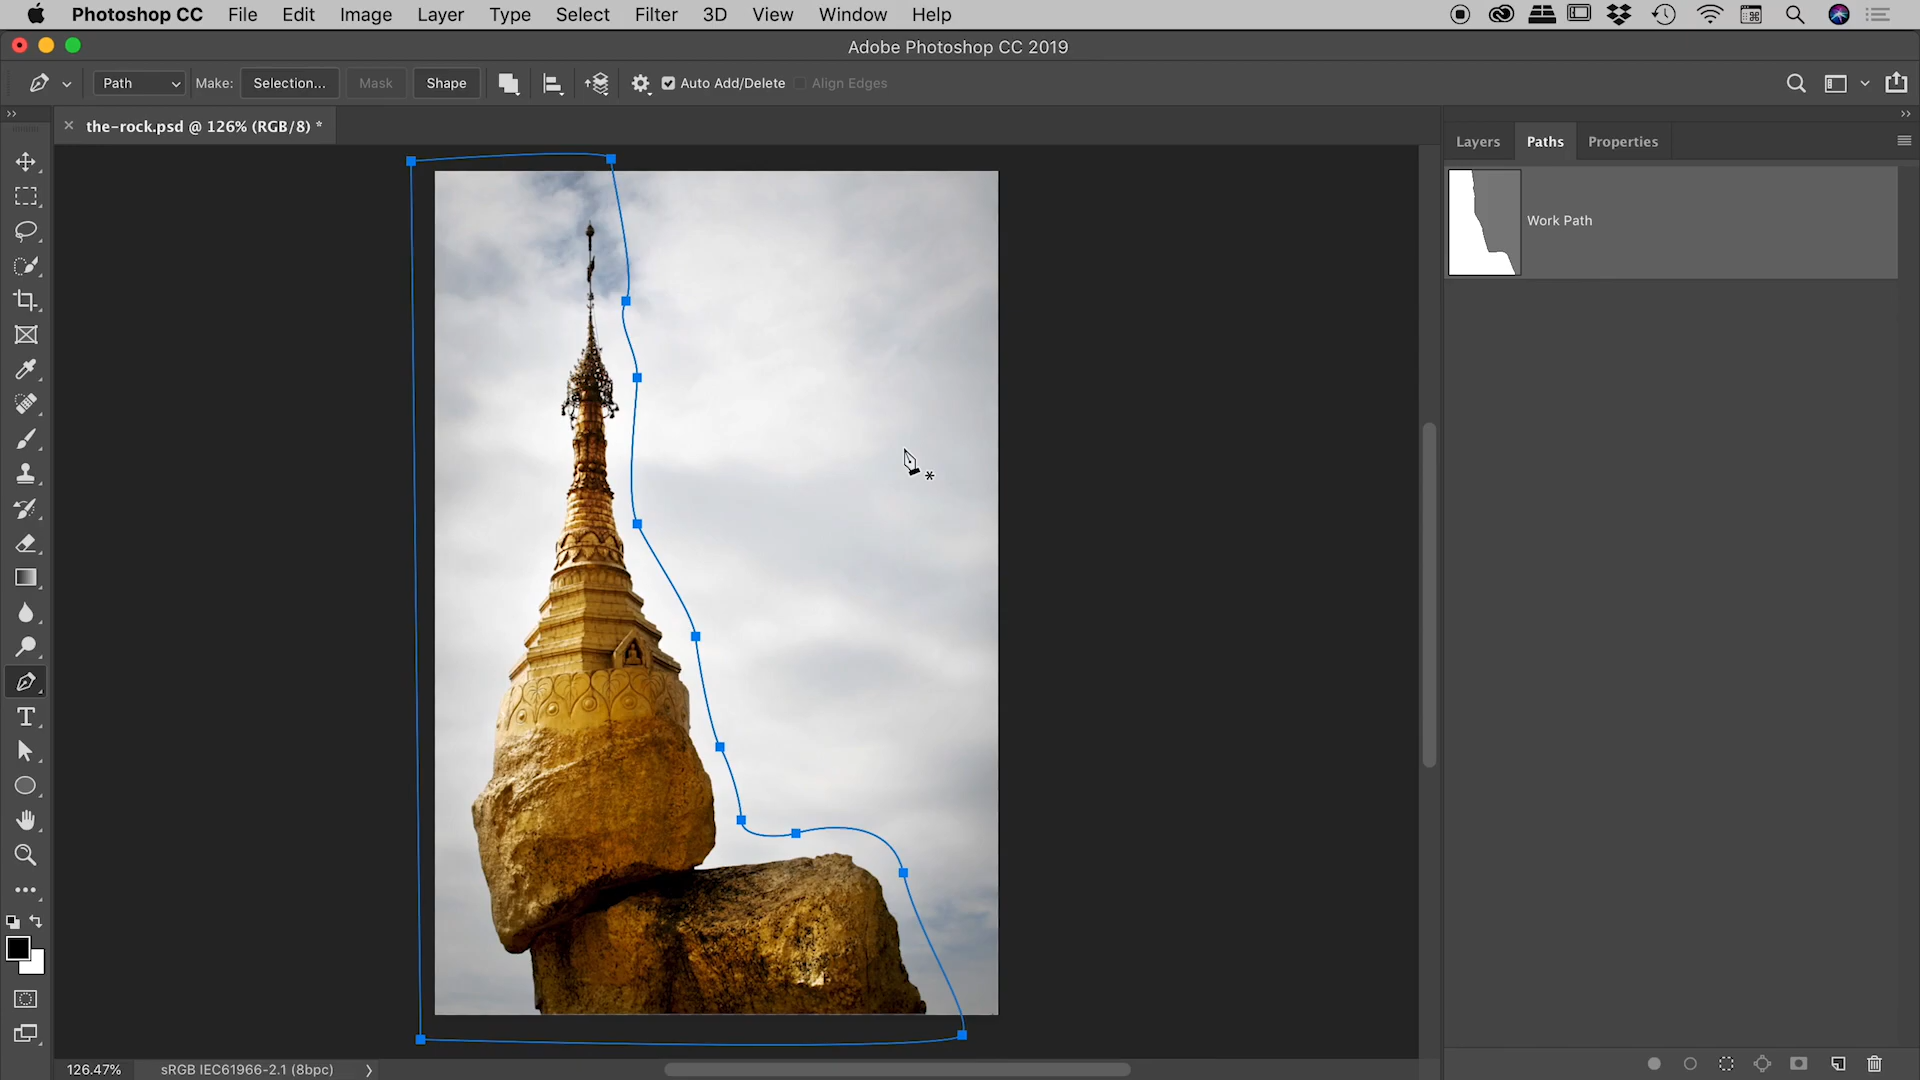 Photoshop CC File Edit Image Layer Type Select Filter 3D View Window Help
Adobe Photoshop CC 2019
Path Make: Selection... Mask Shape Auto Add/Delete Align Edges
× the-rock.psd @ 126% (RGB/8) *
Layers Paths Properties
Work Path
126.47% sRGB IEC61966-2.1 (8bpc)